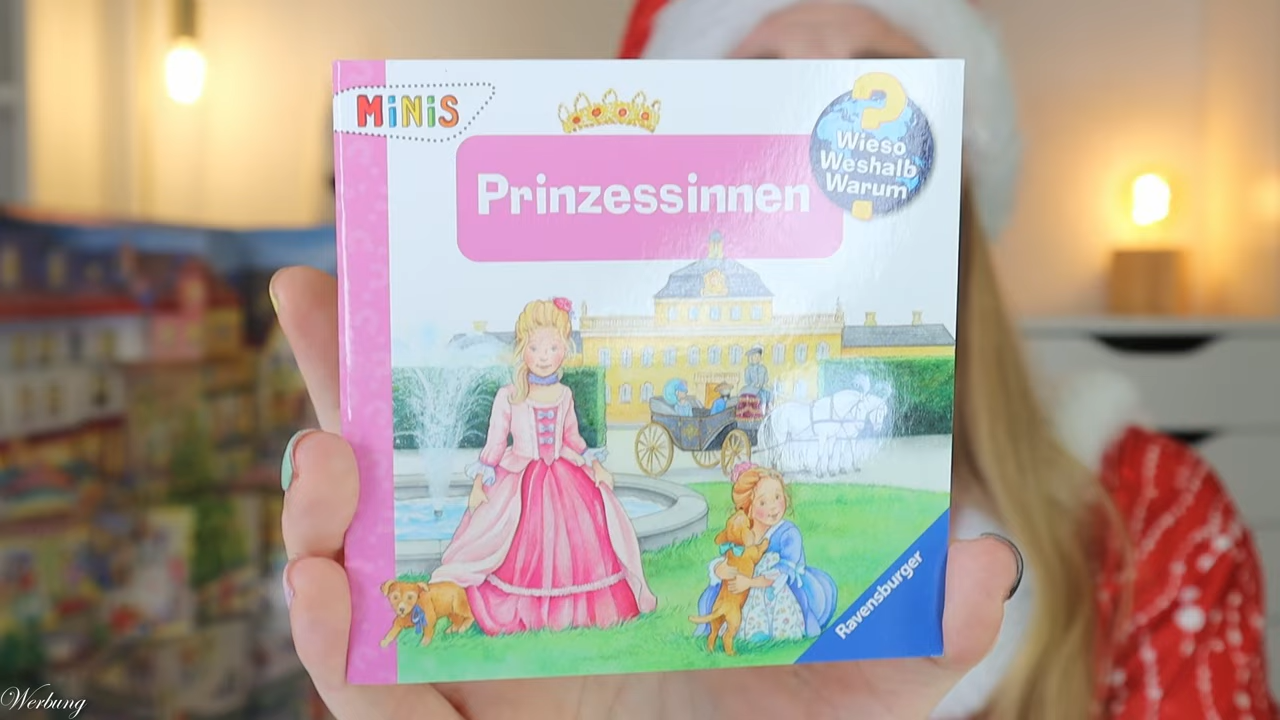 MiNiS
Prinzessinnen
?
Wieso
Weshalb
Warum
Ravensburger
Werbung